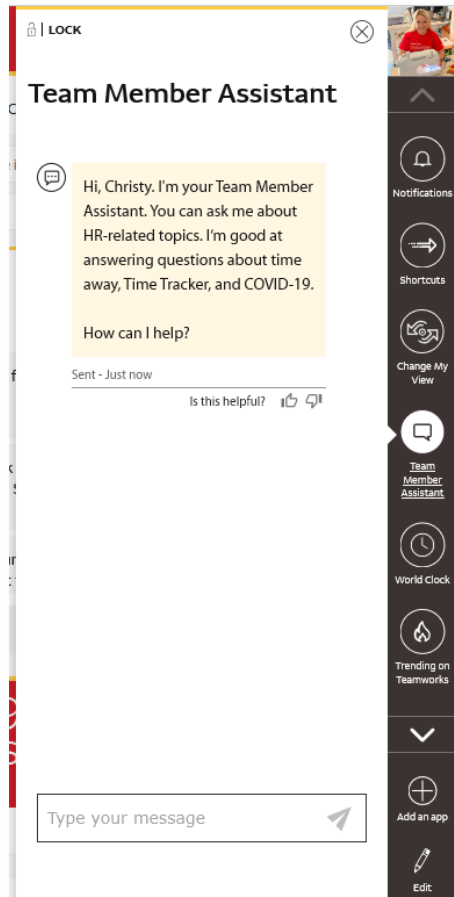 LOCK
Team Member Assistant
Hi, Christy. I'm your Team Member
Assistant. You can ask me about
HR-related topics. I'm good at
answering questions about time
away, Time Tracker, and COVID-19.
How can I help?
Sent - Just now
Is this helpful?
Type your message
Notifications
Shortcuts
Change My
View
Team
Member
Assistant
World Clock
Trending on
Teamworks
Add an app
Edit